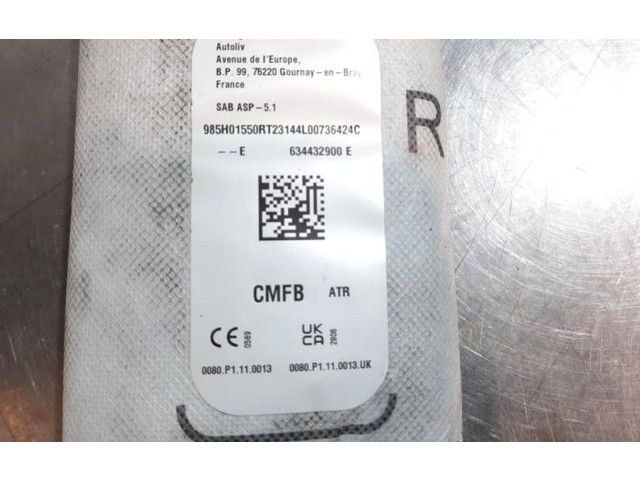 Autoliv
Avenue de l'Europe,
B.P. 99, 76220 Gournay-en-Bray
France
SAB ASP-5.1
985H01550RT23144L00736424C
--E 634432900 E
R
CMFB ATR
CE 0589 UK CA 2806
0080.P1.11.0013 0080.P1.11.0013.UK